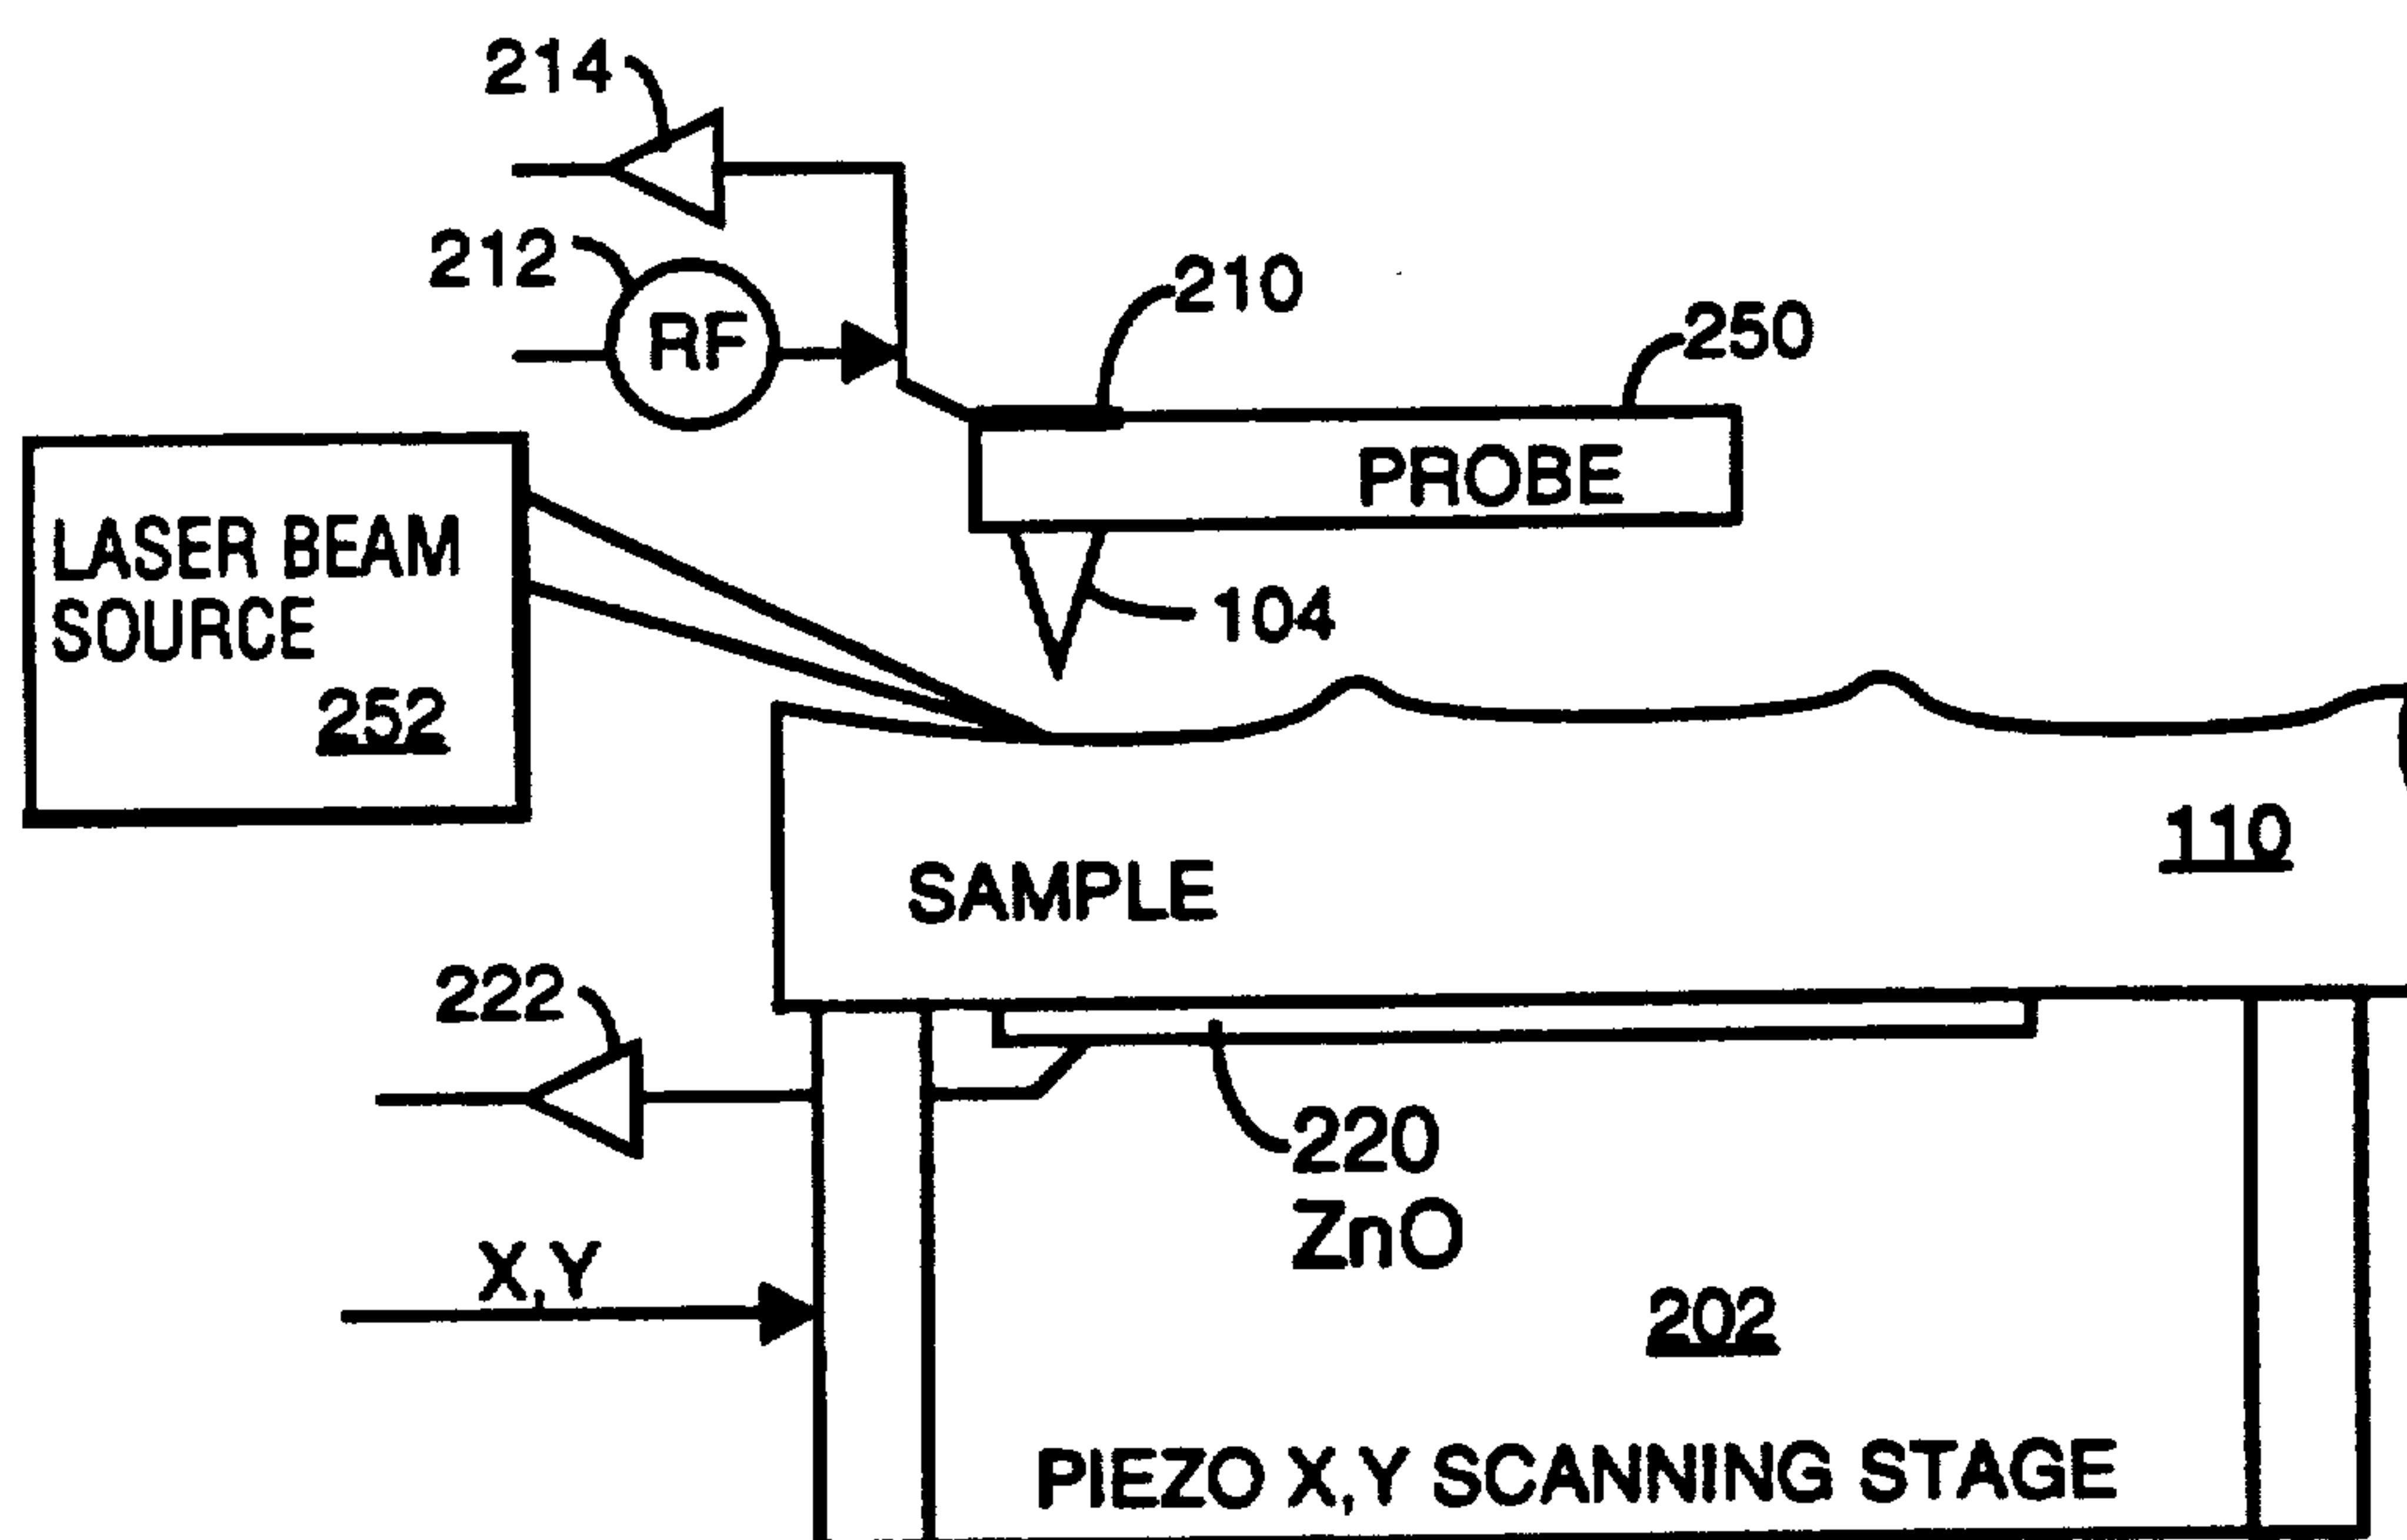 214
212
RF
210
250
PROBE
LASER BEAM
SOURCE
252
104
110
SAMPLE
222
220
ZnO
X,Y
202
PIEZO X,Y SCANNING STAGE